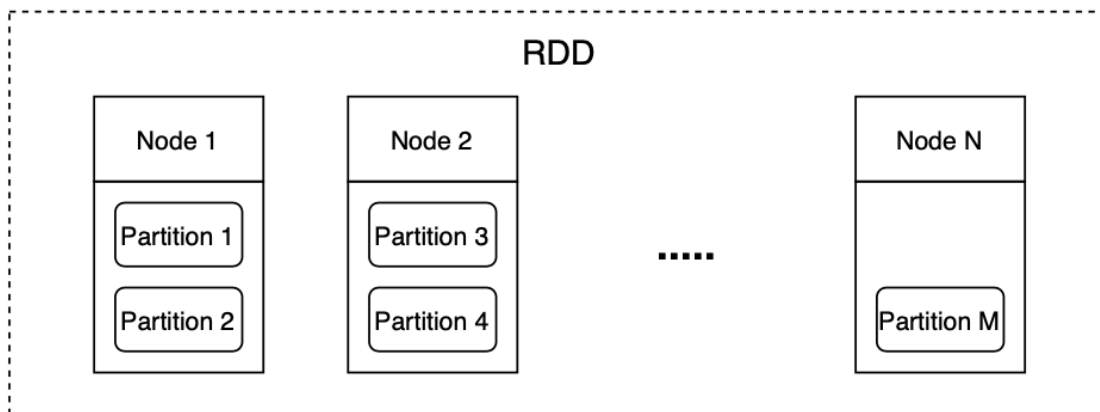 RDD
Node 1
Node 2
Node N
Partition 1
Partition 3
.....
Partition 2
Partition 4
Partition M